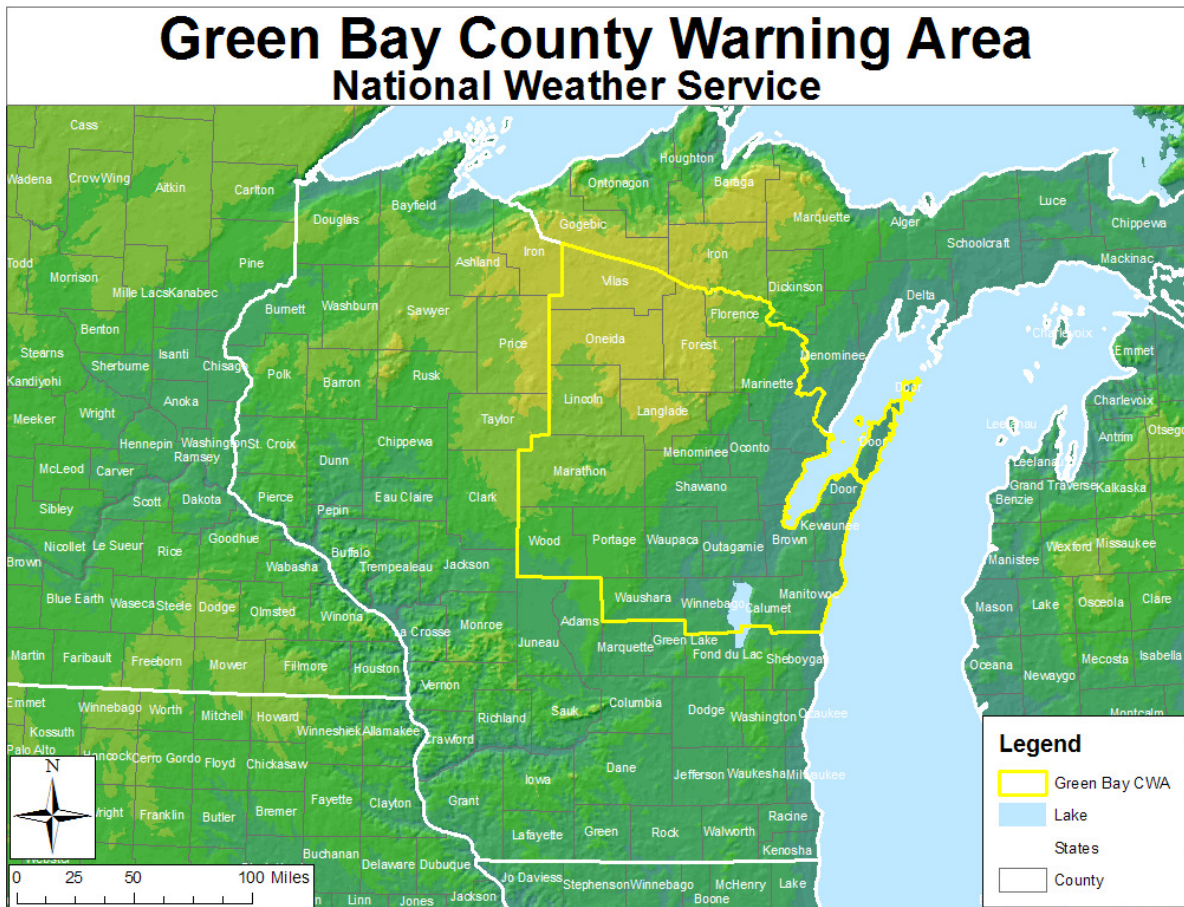 Green Bay County Warning Area
National Weather Service
Cass
Wadena
CrowWing
Aitkin
Carlton
Douglas
Bayfield
Ontonagon
Houghton
Baraga
Gogebic
Marquette
Alger
Luce
Chippewa
Schoolcraft
Mackinac
Todd
Morrison
Mille Lacs
Kanabec
Pine
Ashland
Iron
Vilas
Iron
Dickinson
Delta
Benton
Burnett
Washburn
Sawyer
Price
Oneida
Florence
Forest
Menominee
Charlevoix
Emmet
Stearns
Sherburne
Isanti
Chisago
Polk
Barron
Rusk
Kandiyohi
Anoka
Taylor
Lincoln
Langlade
Marinette
Door
Charlevoix
Meeker
Wright
Hennepin
Washington
Ramsey
St. Croix
Dunn
Chippewa
Marathon
Menominee
Oconto
Door
Leelanau
Antrim
Otsego
McLeod
Carver
Scott
Dakota
Pierce
Pepin
Eau Claire
Clark
Shawano
Door
Leelanau
Grand Traverse
Kalkaska
Benzie
Sibley
Nicollet
Le Sueur
Rice
Goodhue
Wabasha
Buffalo
Trempealeau
Jackson
Wood
Portage
Waupaca
Outagamie
Brown
Kewaunee
Manistee
Wexford
Missaukee
Brown
Blue Earth
Waseca
Steele
Dodge
Olmsted
Winona
La Crosse
Monroe
Juneau
Adams
Waushara
Winnebago
Calumet
Manitowoc
Mason
Lake
Osceola
Clare
Martin
Faribault
Freeborn
Mower
Fillmore
Houston
Vernon
Marquette
Green Lake
Fond du Lac
Sheboygan
Oceana
Newaygo
Mecosta
Isabella
Montcalm
Emmet
Winnebago
Worth
Mitchell
Howard
Winneshiek
Allamakee
Crawford
Richland
Sauk
Columbia
Dodge
Washington
Ozaukee
Kossuth
Palo Alto
Hancock
Cerro Gordo
Floyd
Chickasaw
Fayette
Clayton
Grant
Iowa
Dane
Jefferson
Waukesha
Milwaukee
Wright
Franklin
Butler
Bremer
Buchanan
Delaware
Dubuque
Lafayette
Green
Rock
Walworth
Racine
Kenosha
Linn
Jones
Jackson
Jo Daviess
Stephenson
Winnebago
Boone
McHenry
Lake
N
0 25 50 100 Miles
Legend
Green Bay CWA
Lake
States
County